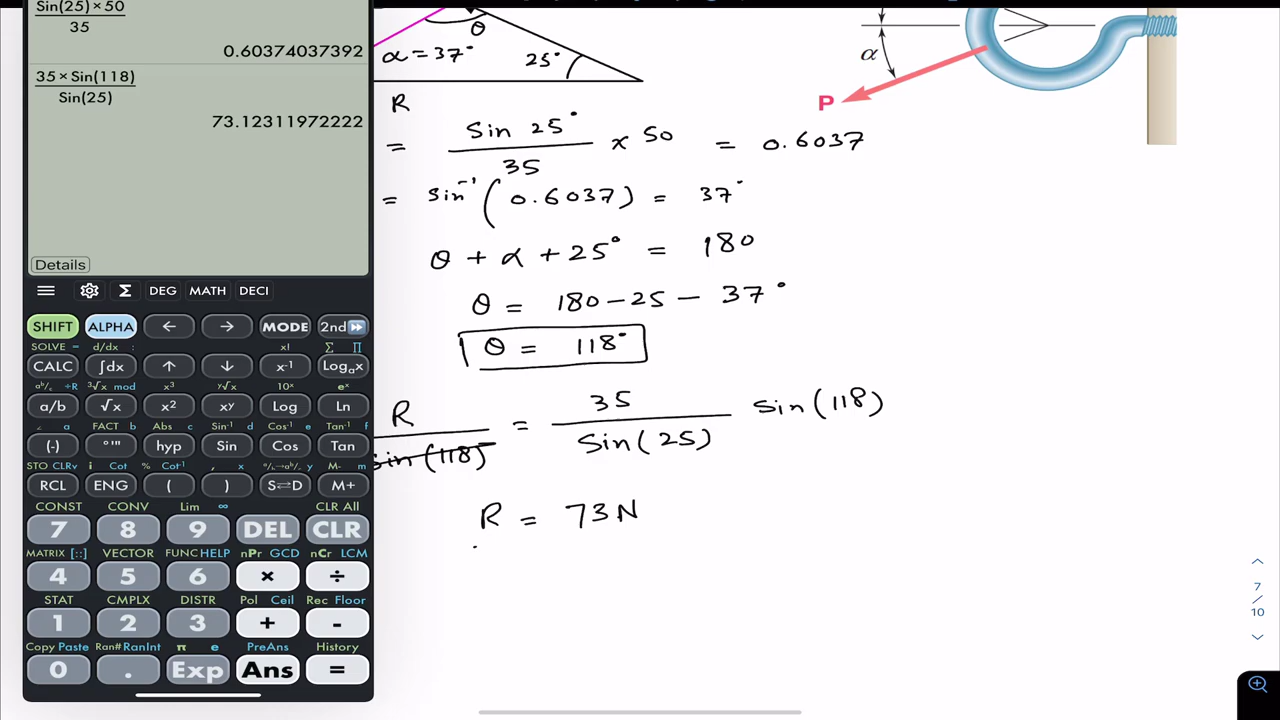 Sin(25)×50
35
0.60374037392
35×Sin(118)
Sin(25)
73.12311972222
Details
DEG MATH DECI
SHIFT ALPHA ← → MODE 2nd
SOLVE = d/dx : x! Σ ∏
CALC ∫dx ↑ ↓ x⁻¹ Logₐx
aᵇ/c ÷R ³√x mod x³ ʸ√x 10ˣ eˣ
a/b √x x² xʸ Log Ln
∠ a FACT B Abc C Sin⁻¹ D Cos⁻¹ E Tan⁻¹ F
(-) °'" hyp Sin Cos Tan
STO CLRv i Cot % Cot⁻¹ , y M- m
RCL ENG ( ) S⇌D M+
CONST CONV Lim ∞ CLR All
7 8 9 DEL CLR
MATRIX [::] VECTOR FUNC HELP nPr GCD nCr LCM
4 5 6 × ÷
STAT CMPLX DISTR Pol Ceil Rec Floor
1 2 3 + -
Copy Paste Ran# RanInt π e PreAns History
0 . Exp Ans =
θ
α = 37° 25°
R
= Sin 25° / 35 × 50 = 0.6037
= Sin⁻¹ (0.6037) = 37°
θ + α + 25° = 180
θ = 180 - 25 - 37°
θ = 118°
R / Sin(118) = 35 / Sin(25) Sin(118)
R = 73N
α
P
7
/
10